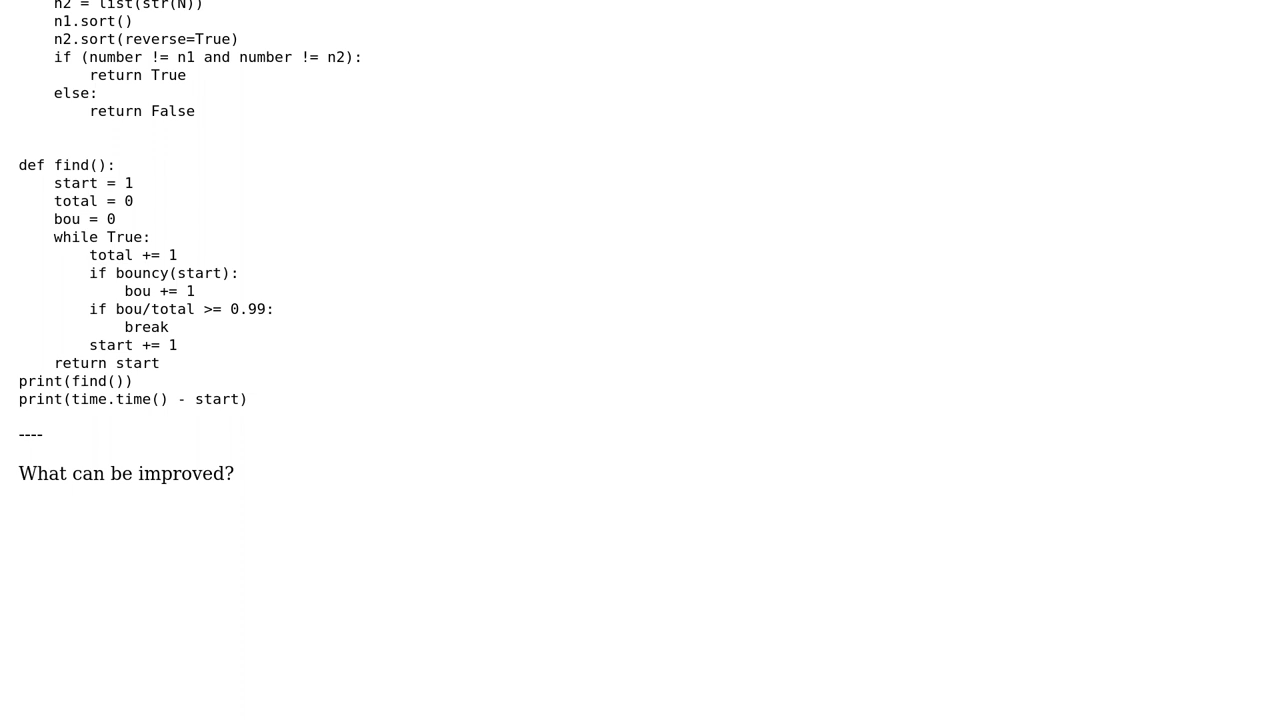 n2 = list(str(N))
    n1.sort()
    n2.sort(reverse=True)
    if (number != n1 and number != n2):
        return True
    else:
        return False


def find():
    start = 1
    total = 0
    bou = 0
    while True:
        total += 1
        if bouncy(start):
            bou += 1
        if bou/total >= 0.99:
            break
        start += 1
    return start
print(find())
print(time.time() - start)
----
What can be improved?